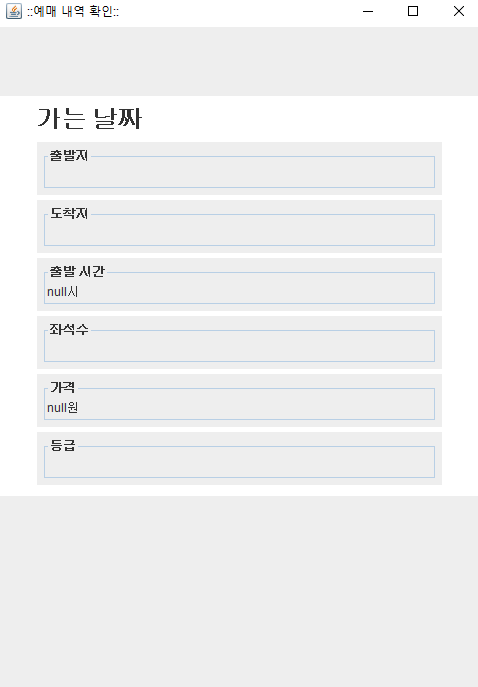 ::예매 내역 확인::
가는 날짜
출발지
도착지
출발 시간
null시
좌석수
가격
null원
등급